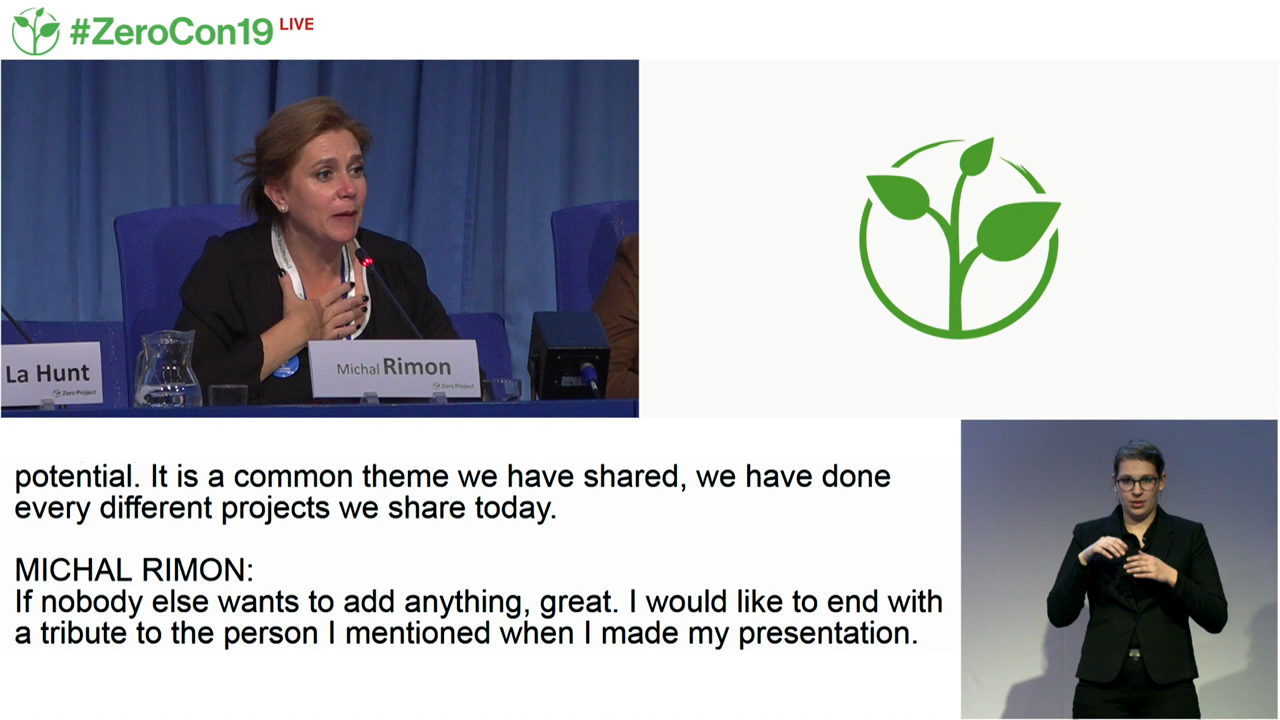 #ZeroCon19 LIVE
La Hunt
Zero Project
Michal Rimon
Zero Project
potential. It is a common theme we have shared, we have done
every different projects we share today.
MICHAL RIMON:
If nobody else wants to add anything, great. I would like to end with
a tribute to the person I mentioned when I made my presentation.